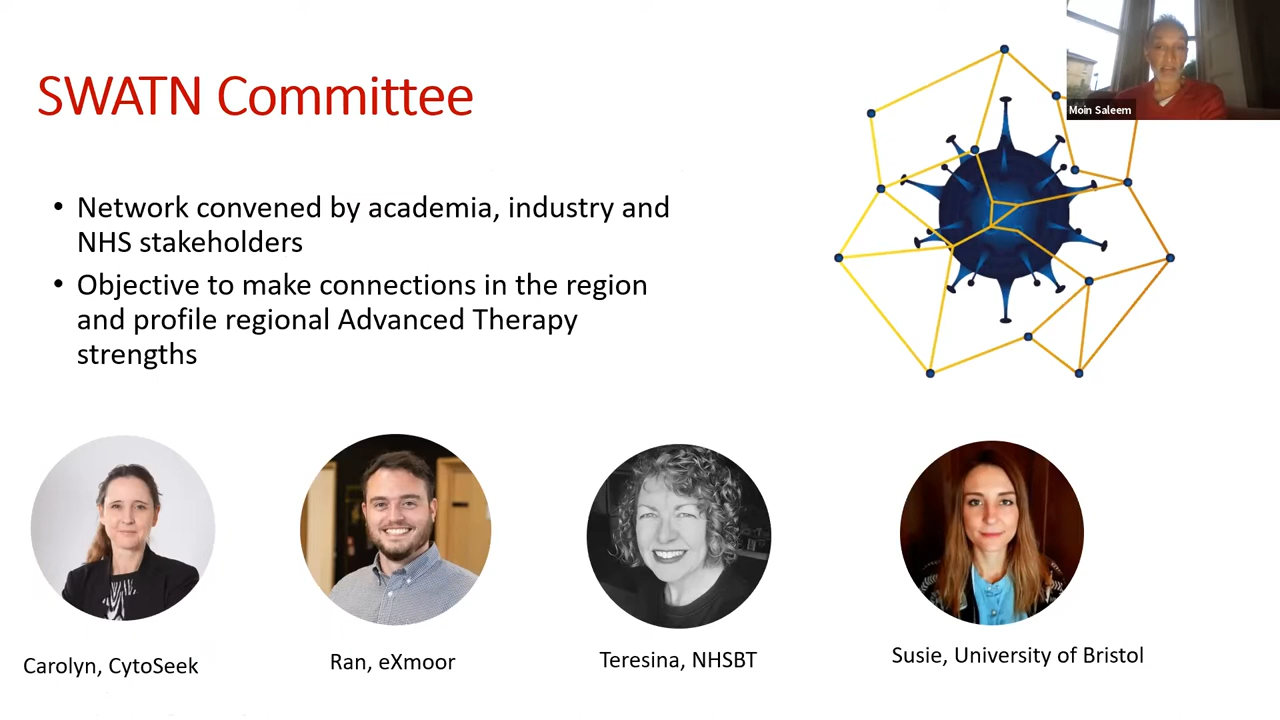 Moin Saleem
SWATN Committee
• Network convened by academia, industry and
NHS stakeholders
• Objective to make connections in the region
and profile regional Advanced Therapy
strengths
Carolyn, CytoSeek
Ran, eXmoor
Teresina, NHSBT
Susie, University of Bristol